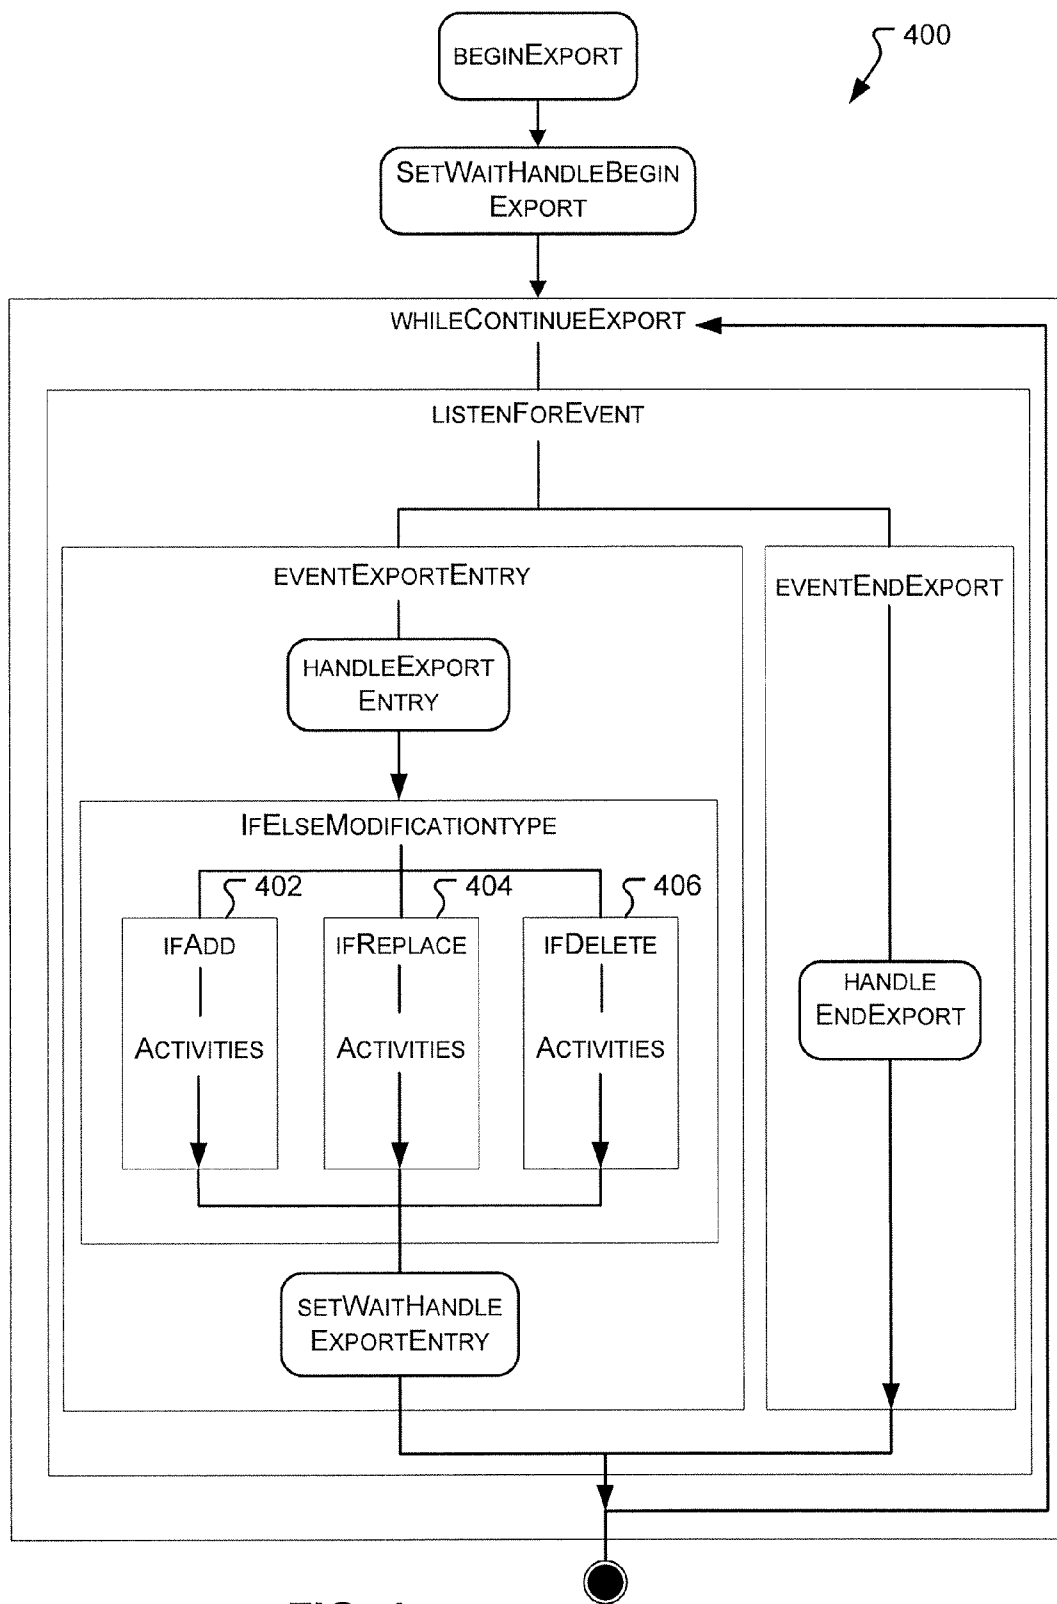 BEGINEXPORT
400
SETWAITHANDLEBEGIN
EXPORT
WHILECONTINUEEXPORT
LISTENFOREVENT
EVENTEXPORTENTRY
EVENTENDEXPORT
HANDLEEXPORT
ENTRY
IFELSEMODIFICATIONTYPE
402
404
406
IFADD
IFREPLACE
IFDELETE
HANDLE
ENDEXPORT
ACTIVITIES
ACTIVITIES
ACTIVITIES
SETWAITHANDLE
EXPORTENTRY